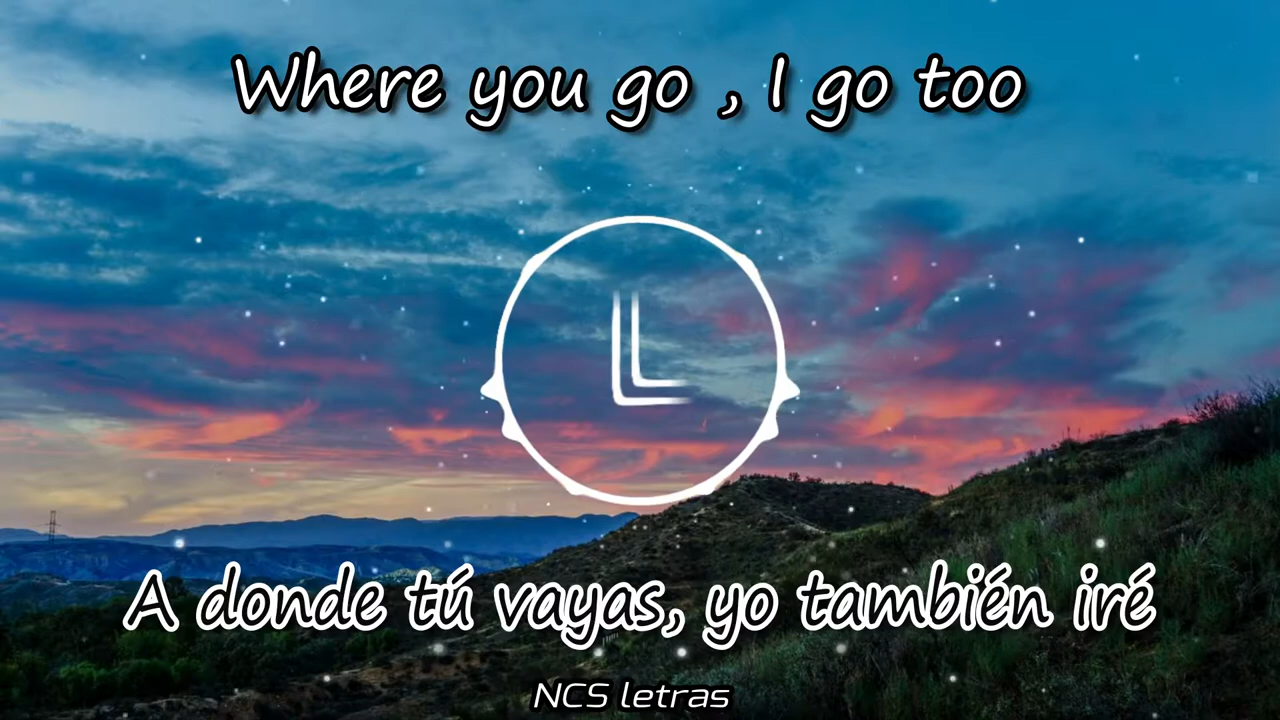 Where you go , I go too
A donde tú vayas, yo también iré
NCS letras